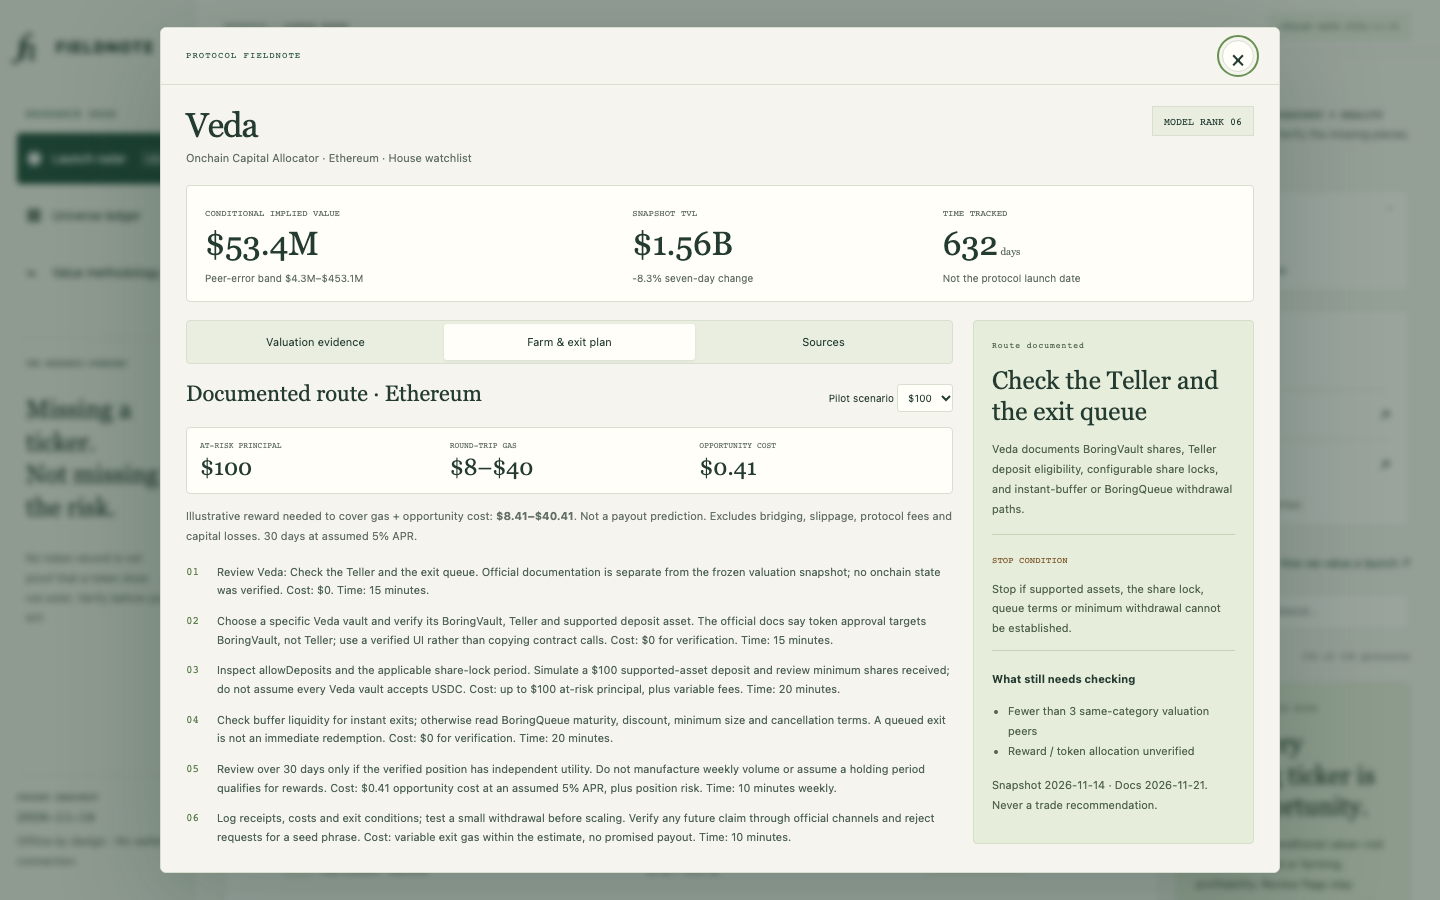 FIELDNOTE
PROTOCOL FIELDNOTE
×
Veda
MODEL RANK 06
Onchain Capital Allocator · Ethereum · House watchlist
CONDITIONAL IMPLIED VALUE
$53.4M
Peer-error band $4.3M–$453.1M
SNAPSHOT TVL
$1.56B
-8.3% seven-day change
TIME TRACKED
632 days
Not the protocol launch date
Valuation evidence
Farm & exit plan
Sources
Documented route · Ethereum
Pilot scenario $100
AT-RISK PRINCIPAL
$100
ROUND-TRIP GAS
$8–$40
OPPORTUNITY COST
$0.41
Illustrative reward needed to cover gas + opportunity cost: $8.41–$40.41. Not a payout prediction. Excludes bridging, slippage, protocol fees and
capital losses. 30 days at assumed 5% APR.
01 Review Veda: Check the Teller and the exit queue. Official documentation is separate from the frozen valuation snapshot; no onchain state
was verified. Cost: $0. Time: 15 minutes.
02 Choose a specific Veda vault and verify its BoringVault, Teller and supported deposit asset. The official docs say token approval targets
BoringVault, not Teller; use a verified UI rather than copying contract calls. Cost: $0 for verification. Time: 15 minutes.
03 Inspect allowDeposits and the applicable share-lock period. Simulate a $100 supported-asset deposit and review minimum shares received;
do not assume every Veda vault accepts USDC. Cost: up to $100 at-risk principal, plus variable fees. Time: 20 minutes.
04 Check buffer liquidity for instant exits; otherwise read BoringQueue maturity, discount, minimum size and cancellation terms. A queued exit
is not an immediate redemption. Cost: $0 for verification. Time: 20 minutes.
05 Review over 30 days only if the verified position has independent utility. Do not manufacture weekly volume or assume a holding period
qualifies for rewards. Cost: $0.41 opportunity cost at an assumed 5% APR, plus position risk. Time: 10 minutes weekly.
06 Log receipts, costs and exit conditions; test a small withdrawal before scaling. Verify any future claim through official channels and reject
requests for a seed phrase. Cost: variable exit gas within the estimate, no promised payout. Time: 10 minutes.
Route documented
Check the Teller and
the exit queue
Veda documents BoringVault shares, Teller
deposit eligibility, configurable share locks,
and instant-buffer or BoringQueue withdrawal
paths.
STOP CONDITION
Stop if supported assets, the share lock,
queue terms or minimum withdrawal cannot
be established.
What still needs checking
• Fewer than 3 same-category valuation
peers
• Reward / token allocation unverified
Snapshot 2026-11-14 · Docs 2026-11-21.
Never a trade recommendation.
Launch radar
Universe ledger
Value methodology
Missing a
ticker.
Not missing
the risk.